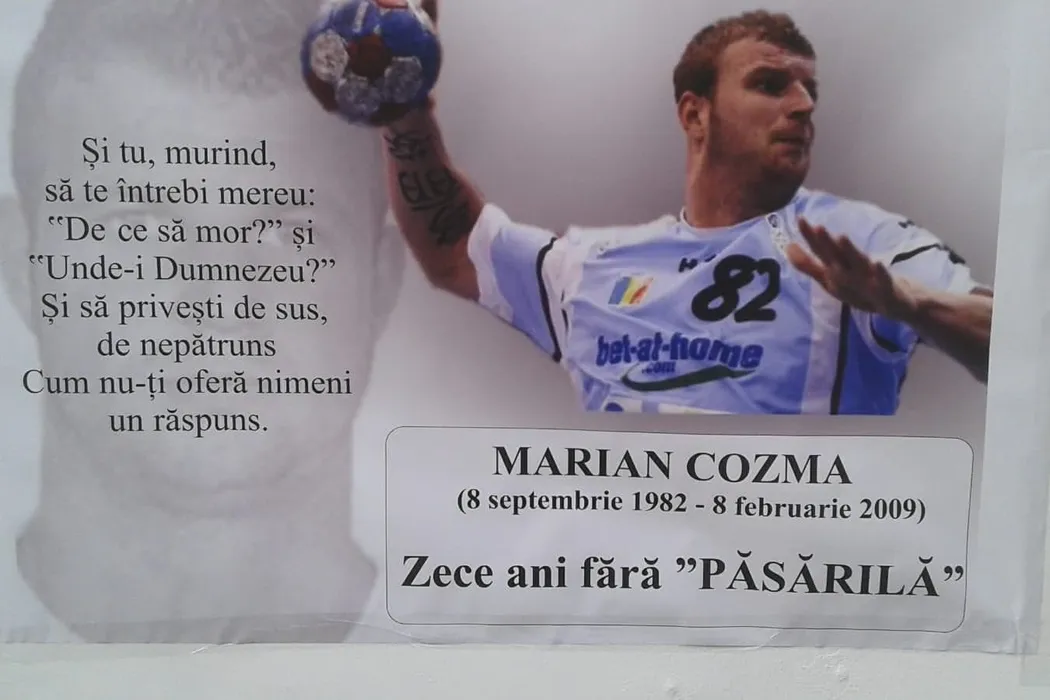 Și tu, murind,
să te întrebi mereu:
"De ce să mor?” și
"Unde-i Dumnezeu?”
Și să privești de sus,
de nepătruns
Cum nu-ți oferă nimeni
un răspuns.
82
bet-at-home
.com
MARIAN COZMA
(8 septembrie 1982 - 8 februarie 2009)
Zece ani fără ”PĂSĂRILĂ”